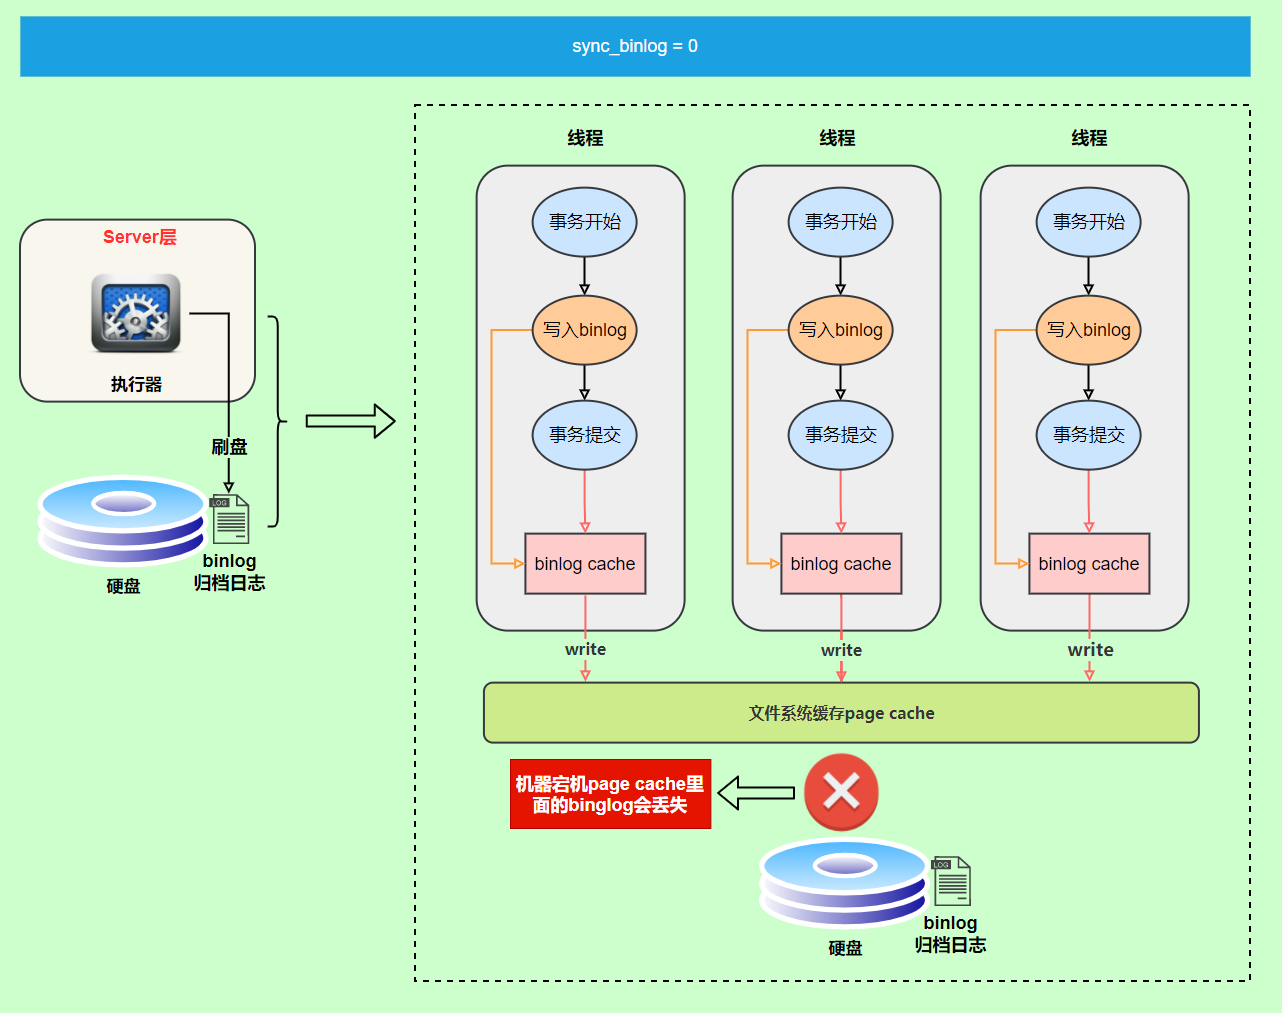 sync_binlog = 0
Server层
执行器
刷盘
LOG
binlog
归档日志
硬盘
线程
事务开始
写入binlog
事务提交
binlog cache
write
线程
事务开始
写入binlog
事务提交
binlog cache
write
线程
事务开始
写入binlog
事务提交
binlog cache
write
文件系统缓存page cache
机器宕机page cache里
面的binglog会丢失
LOG
binlog
归档日志
硬盘